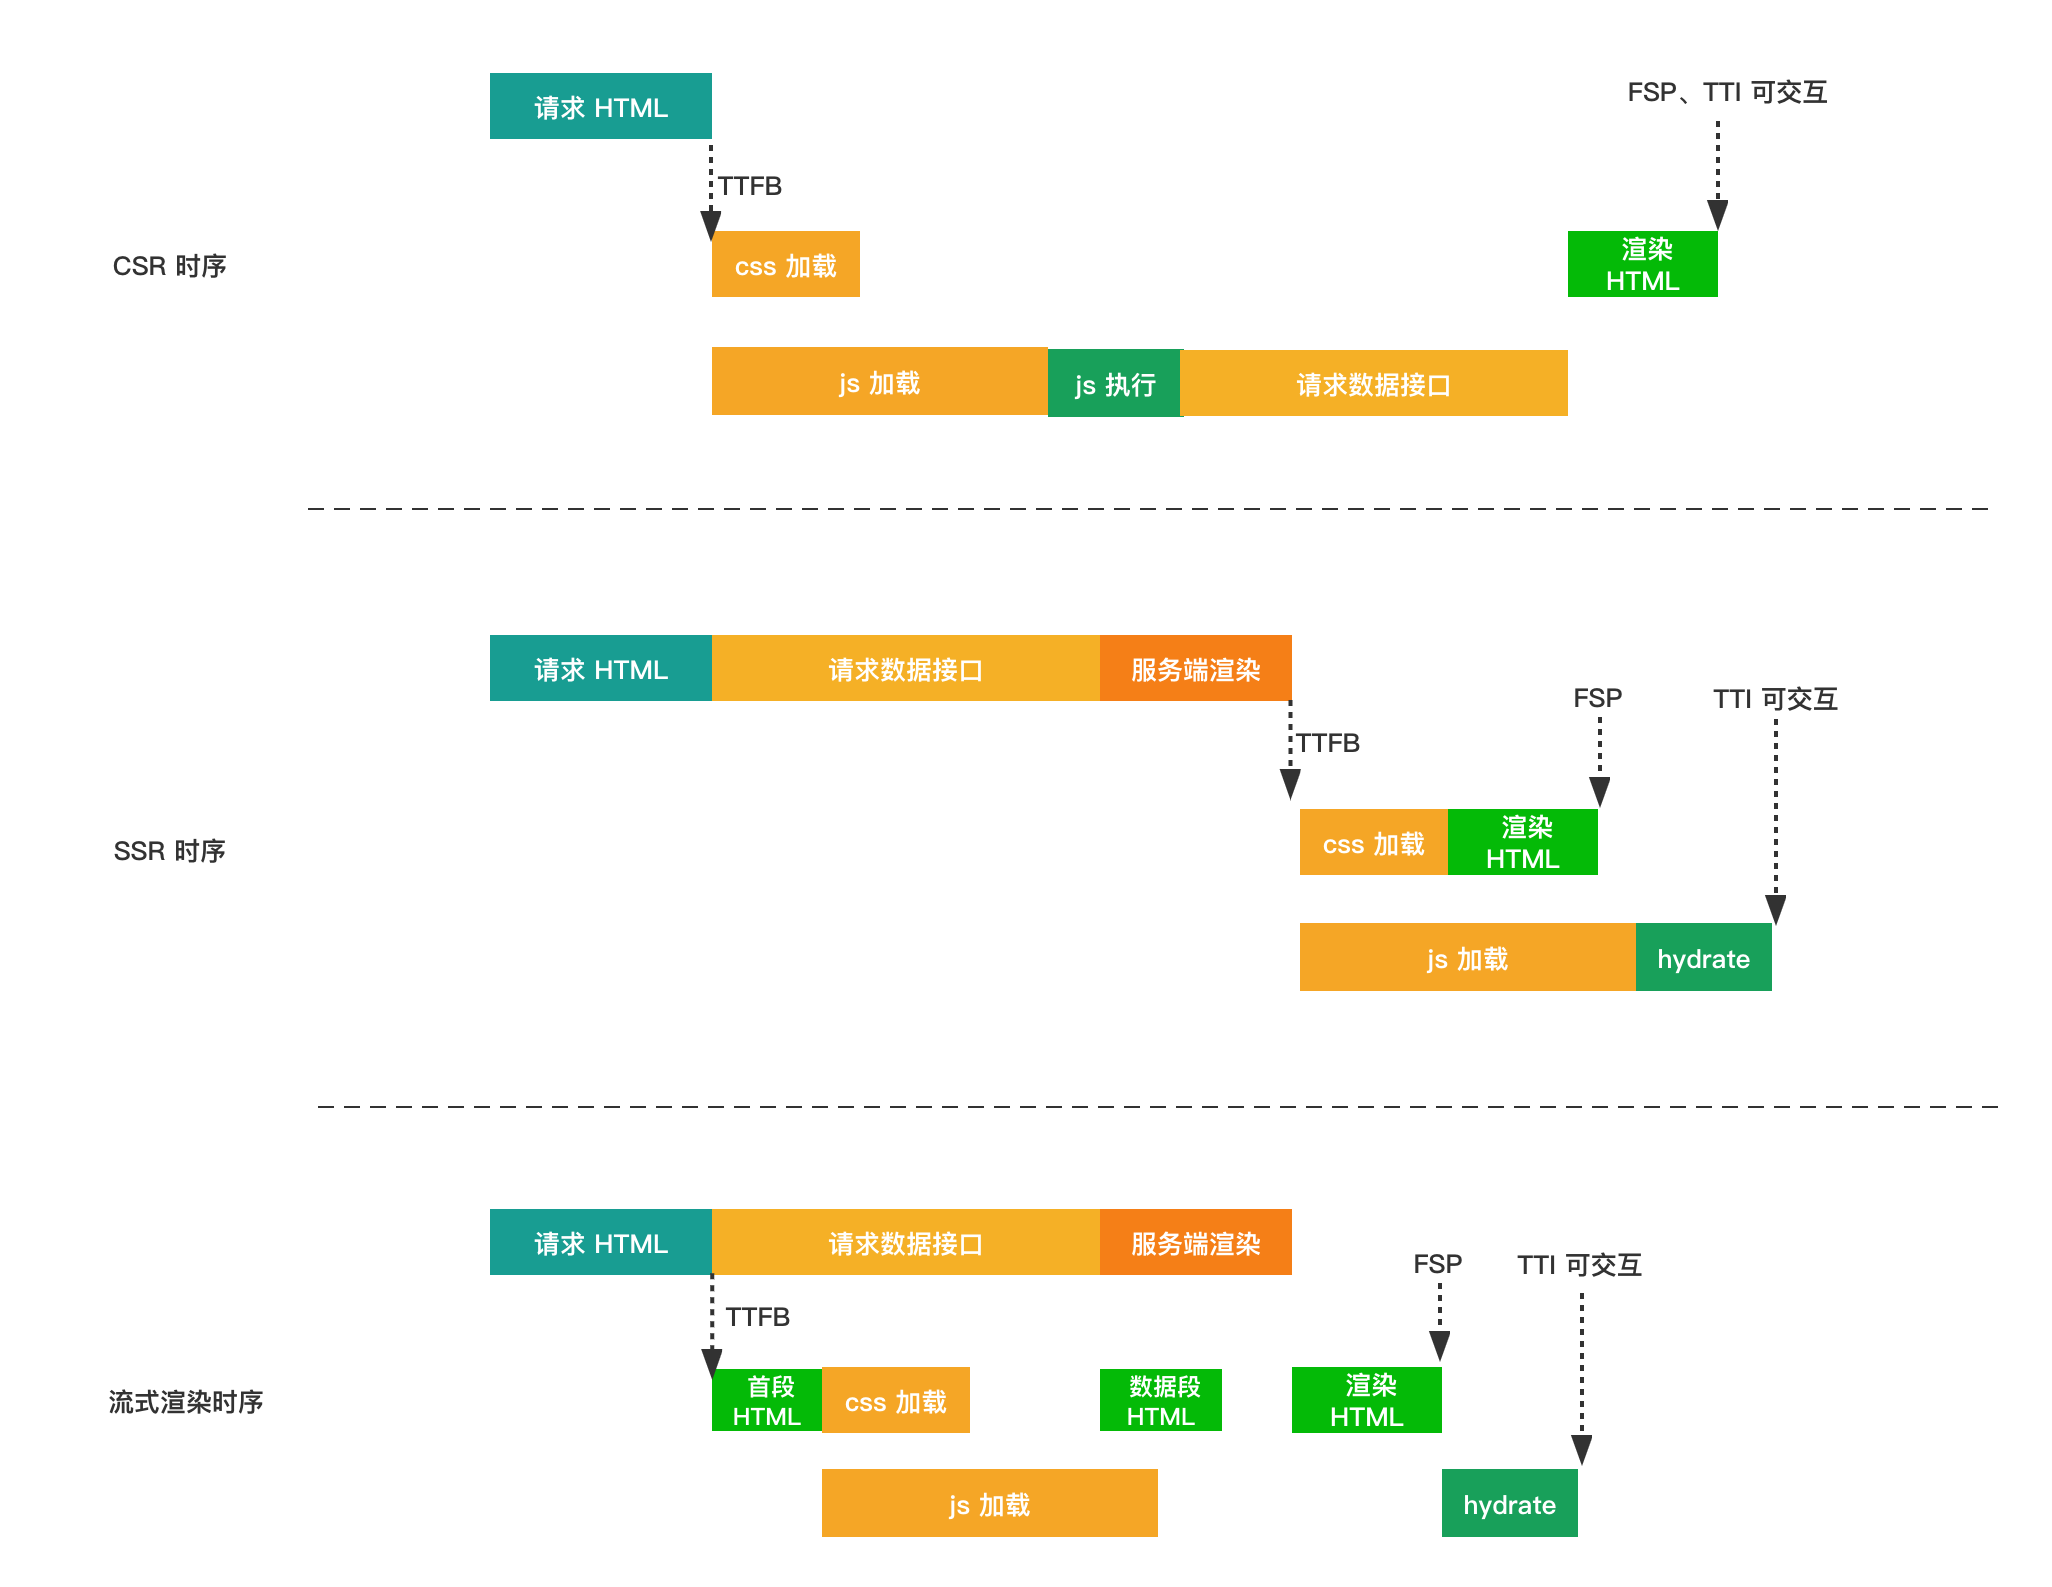 请求 HTML
FSP、TTI 可交互
TTFB
CSR 时序
css 加载
渲染
HTML
js 加载
js 执行
请求数据接口
请求 HTML
请求数据接口
服务端渲染
FSP
TTI 可交互
TTFB
SSR 时序
css 加载
渲染
HTML
js 加载
hydrate
请求 HTML
请求数据接口
服务端渲染
FSP
TTI 可交互
TTFB
流式渲染时序
首段
HTML
css 加载
数据段
HTML
渲染
HTML
js 加载
hydrate